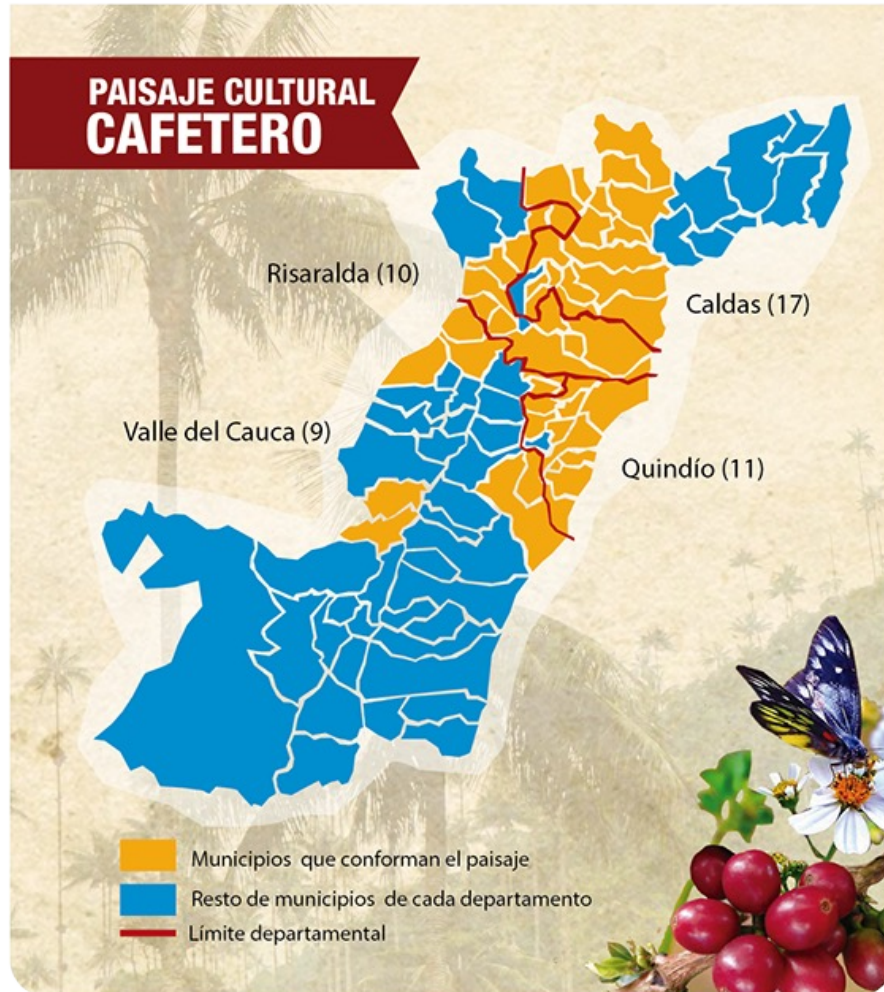 PAISAJE CULTURAL
CAFETERO
Risaralda (10)
Caldas (17)
Valle del Cauca (9)
Quindío (11)
Municipios que conforman el paisaje
Resto de municipios de cada departamento
Límite departamental